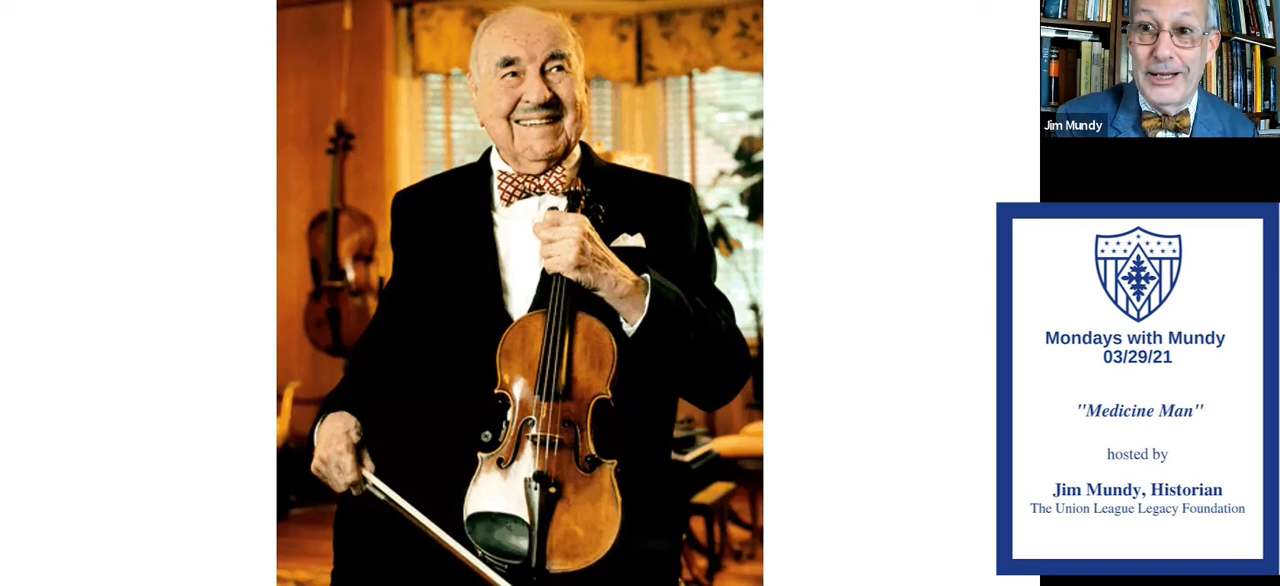 Jim Mundy
Mondays with Mundy
03/29/21
"Medicine Man"
hosted by
Jim Mundy, Historian
The Union League Legacy Foundation